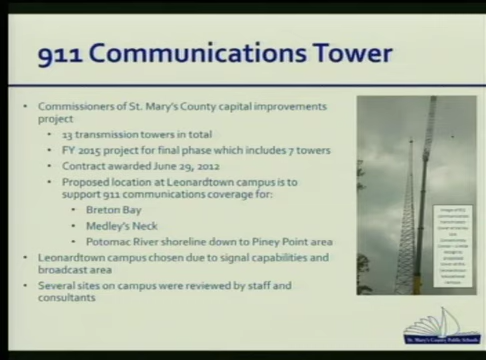 911 Communications Tower
• Commissioners of St. Mary's County capital improvements
project
• 13 transmission towers in total
• FY 2015 project for final phase which includes 7 towers
• Contract awarded June 29, 2012
• Proposed location at Leonardtown campus is to
support 911 communications coverage for:
• Breton Bay
• Medley's Neck
• Potomac River shoreline down to Piney Point area
• Leonardtown campus chosen due to signal capabilities and
broadcast area
• Several sites on campus were reviewed by staff and
consultants
St. Mary's County Public Schools